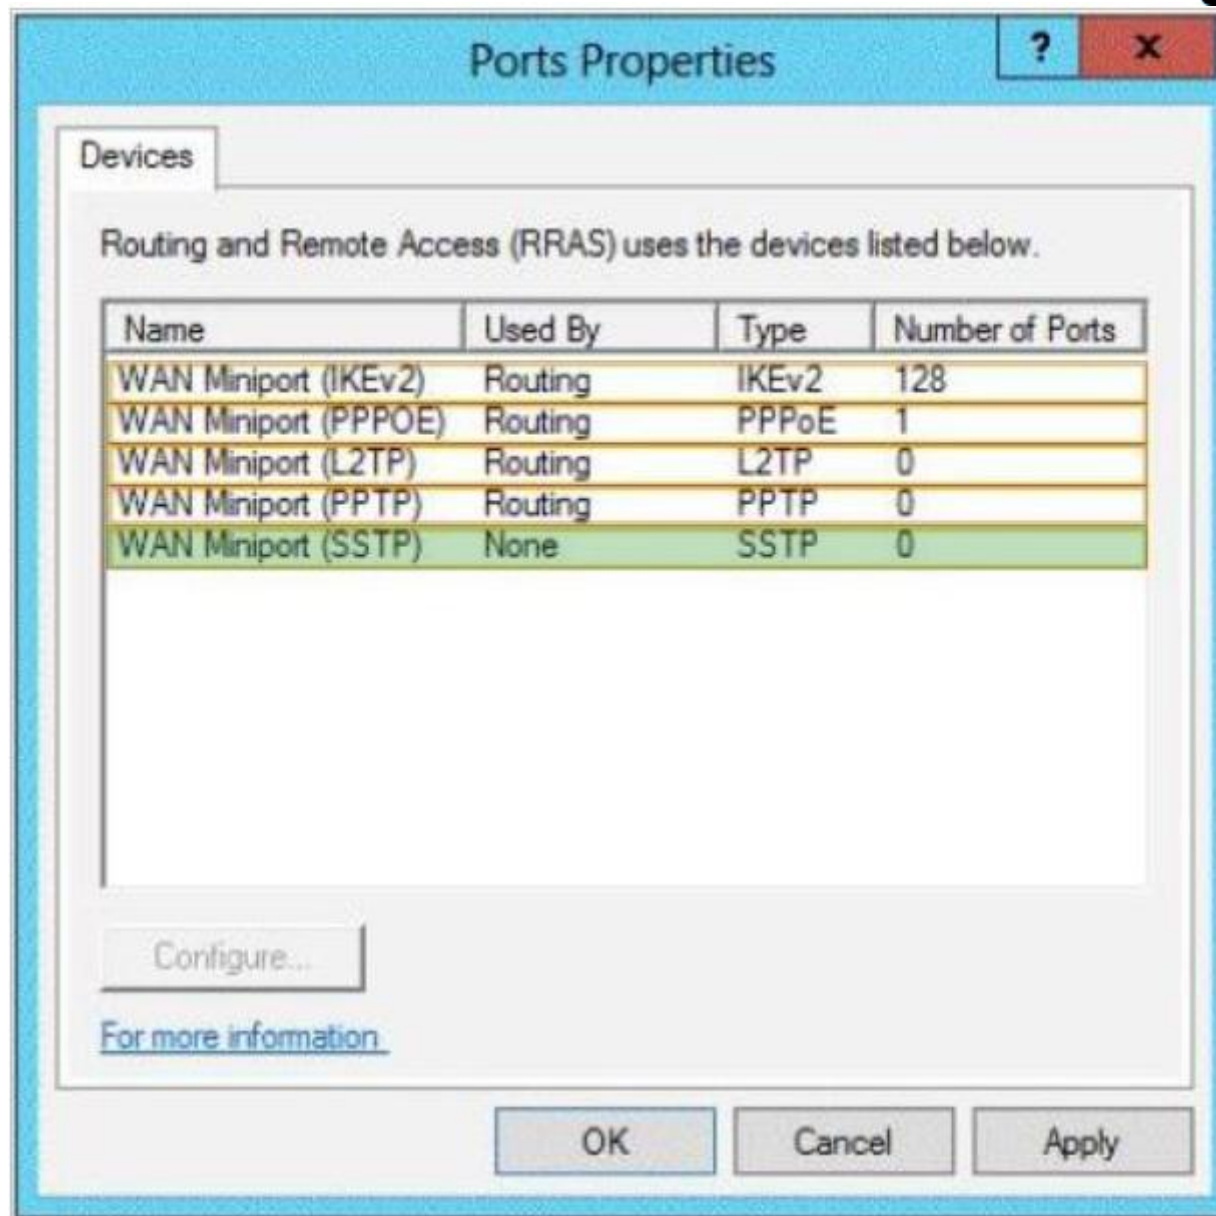 Ports Properties
?
x
Devices
Routing and Remote Access (RRAS) uses the devices listed below.
Name Used By Type Number of Ports
WAN Miniport (IKEv2) Routing IKEv2 128
WAN Miniport (PPPOE) Routing PPPoE 1
WAN Miniport (L2TP) Routing L2TP 0
WAN Miniport (PPTP) Routing PPTP 0
WAN Miniport (SSTP) None SSTP 0
Configure...
For more information
OK Cancel Apply